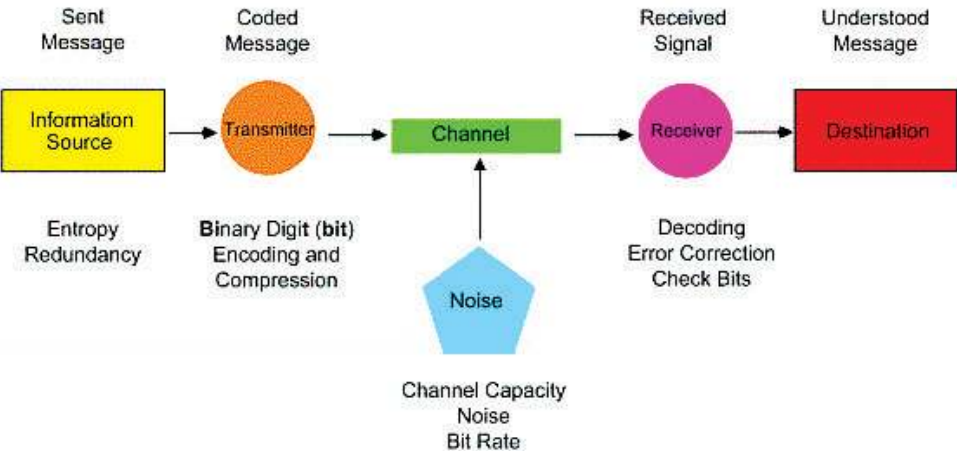 Sent
Message
Coded
Message
Received
Signal
Understood
Message
Information
Source
Transmitter
Channel
Receiver
Destination
Entropy
Redundancy
Binary Digit (bit)
Encoding and
Compression
Noise
Decoding
Error Correction
Check Bits
Channel Capacity
Noise
Bit Rate